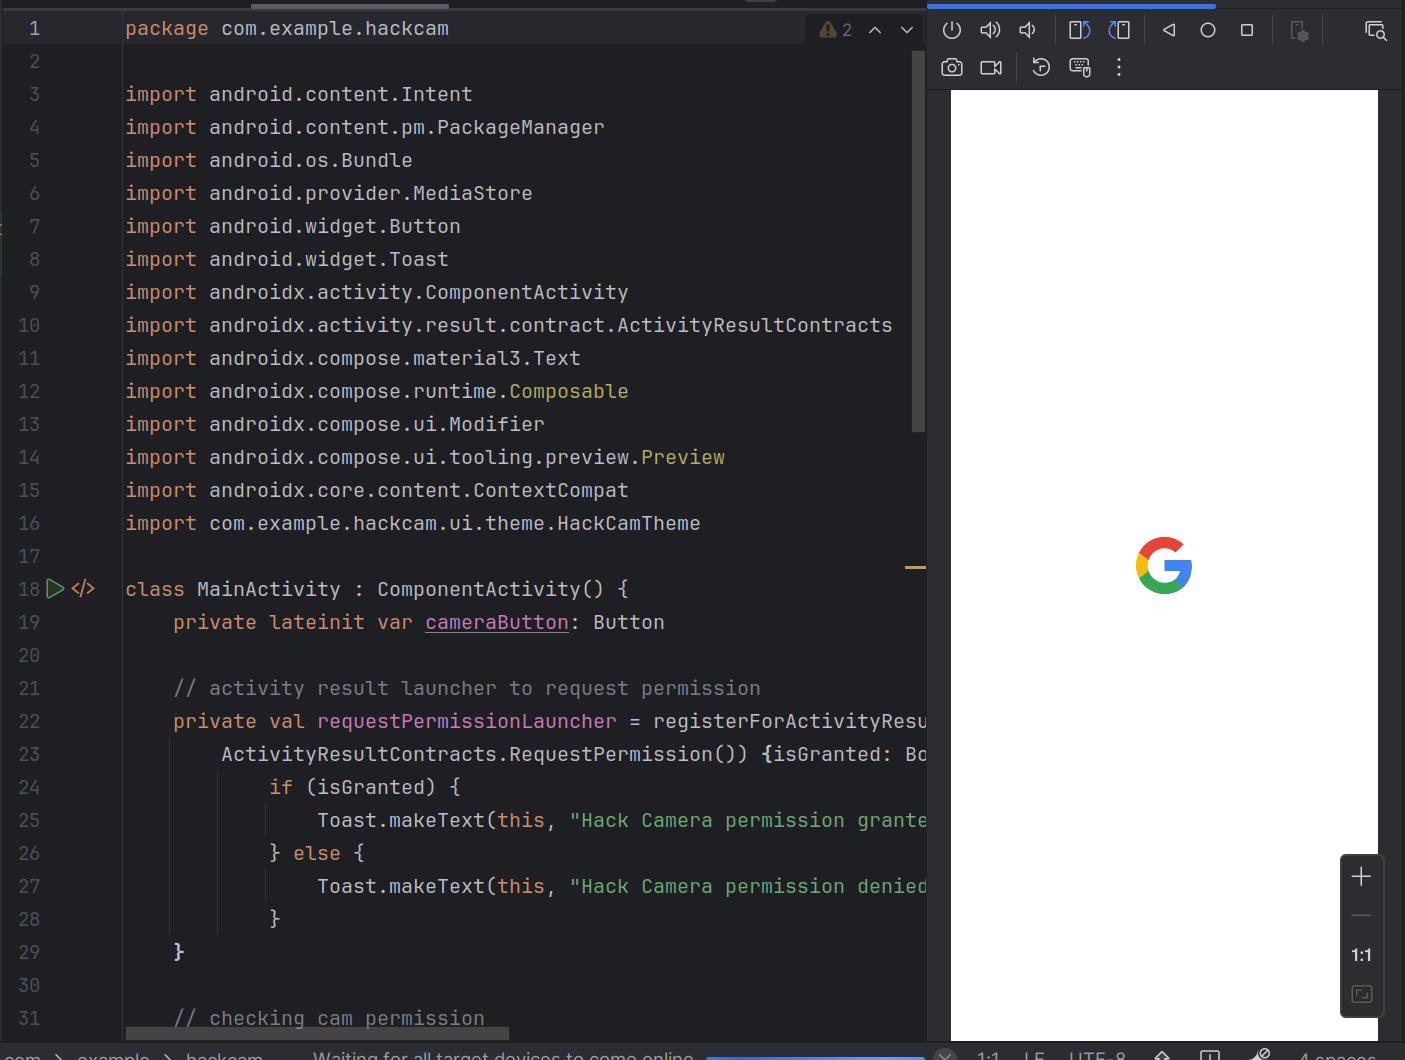 1 package com.example.hackcam
2
3 import android.content.Intent
4 import android.content.pm.PackageManager
5 import android.os.Bundle
6 import android.provider.MediaStore
7 import android.widget.Button
8 import android.widget.Toast
9 import androidx.activity.ComponentActivity
10 import androidx.activity.result.contract.ActivityResultContracts
11 import androidx.compose.material3.Text
12 import androidx.compose.runtime.Composable
13 import androidx.compose.ui.Modifier
14 import androidx.compose.ui.tooling.preview.Preview
15 import androidx.core.content.ContextCompat
16 import com.example.hackcam.ui.theme.HackCamTheme
17
18 </> class MainActivity : ComponentActivity() {
19 private lateinit var cameraButton: Button
20
21 // activity result launcher to request permission
22 private val requestPermissionLauncher = registerForActivityResu
23 ActivityResultContracts.RequestPermission()) {isGranted: Bo
24 if (isGranted) {
25 Toast.makeText(this, "Hack Camera permission grante
26 } else {
27 Toast.makeText(this, "Hack Camera permission denied
28 }
29 }
30
31 // checking cam permission
2
G
1:1
com > example > hackcam Waiting for all target devices to come online 1:1 LF UTF-8 4 spaces